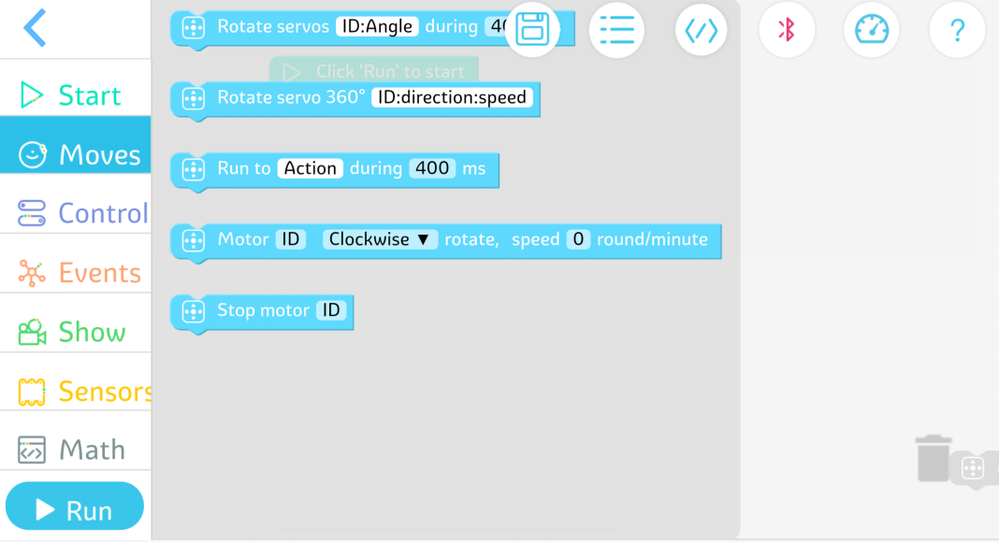 Rotate servos ID:Angle during 40
Click 'Run' to start
Start
Rotate servo 360° ID:direction:speed
Moves
Run to Action during 400 ms
Control
Motor ID Clockwise ▼ rotate, speed 0 round/minute
Events
Stop motor ID
Show
Sensors
Math
Run
?